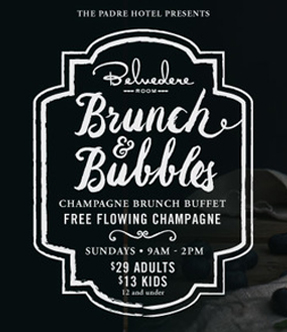 THE PADRE HOTEL PRESENTS
Belvedere
ROOM
Brunch
&
Bubbles
CHAMPAGNE BRUNCH BUFFET
FREE FLOWING CHAMPAGNE
SUNDAYS • 9AM - 2PM
$29 ADULTS
$13 KIDS
12 and under